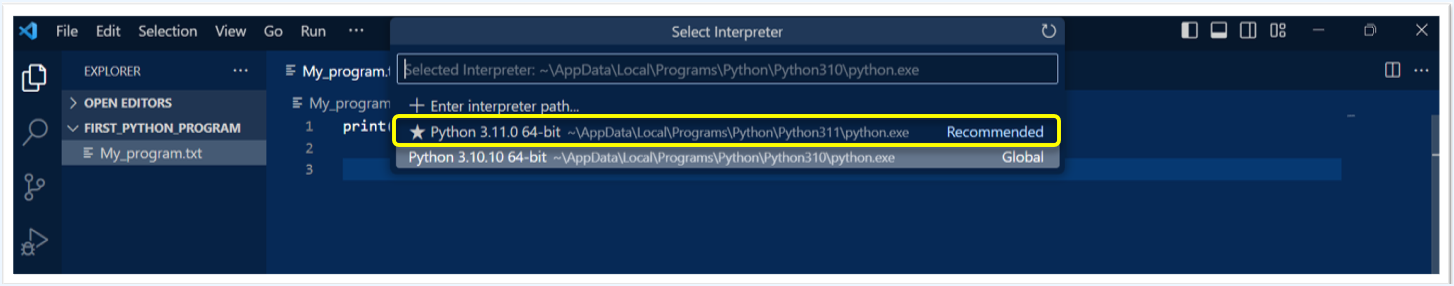 File Edit Selection View Go Run ···
Select Interpreter
EXPLORER ···
My_program.t
Selected Interpreter: ~\AppData\Local\Programs\Python\Python310\python.exe
OPEN EDITORS
My_program
+ Enter interpreter path...
FIRST_PYTHON_PROGRAM
1 print(
★ Python 3.11.0 64-bit ~\AppData\Local\Programs\Python\Python311\python.exe Recommended
My_program.txt
2
Python 3.10.10 64-bit ~\AppData\Local\Programs\Python\Python310\python.exe Global
3